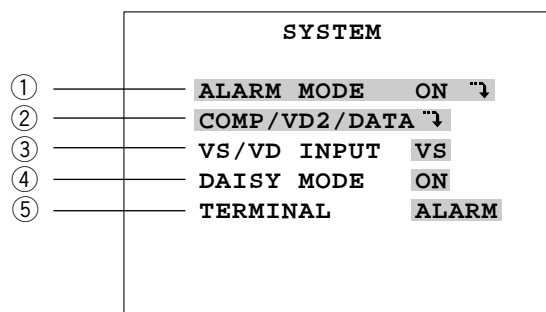 SYSTEM
① ALARM MODE ON
② COMP/VD2/DATA
③ VS/VD INPUT VS
④ DAISY MODE ON
⑤ TERMINAL ALARM